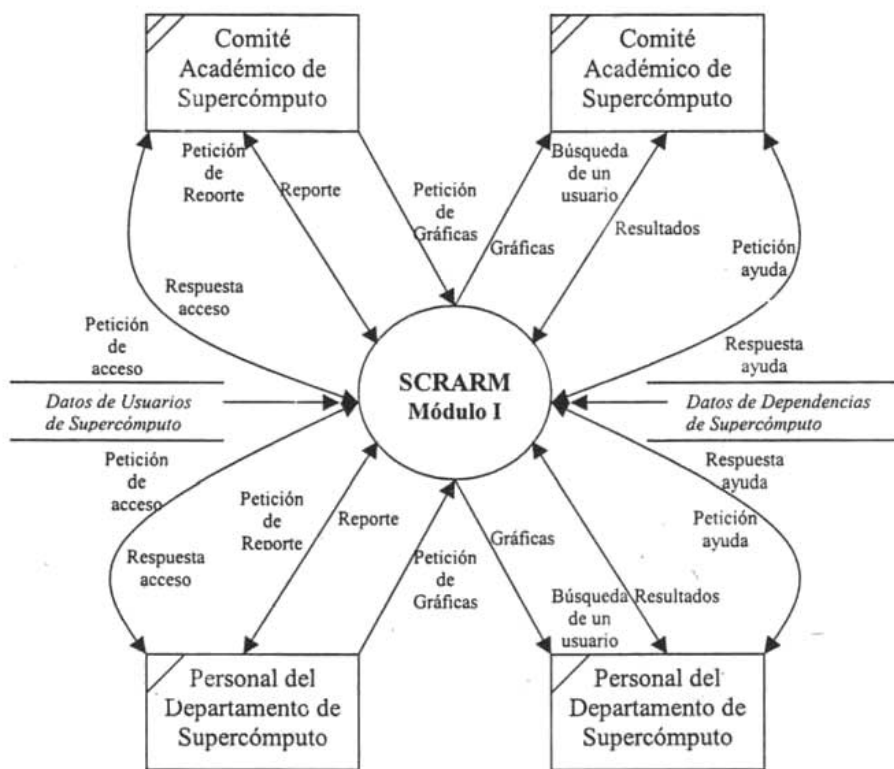 Comité
Académico de
Supercómputo
Comité
Académico de
Supercómputo
Petición
de
Reporte
Reporte
Petición
de
Gráficas
Gráficas
Búsqueda
de un
usuario
Resultados
Petición
ayuda
Respuesta
acceso
Petición
de
acceso
Respuesta
ayuda
SCRARM
Módulo I
Datos de Usuarios
de Supercómputo
Datos de Dependencias
de Supercómputo
Petición
de
acceso
Respuesta
acceso
Petición
de
Reporte
Reporte
Petición
de
Gráficas
Gráficas
Búsqueda
de un
usuario
Resultados
Respuesta
ayuda
Petición
ayuda
Personal del
Departamento de
Supercómputo
Personal del
Departamento de
Supercómputo